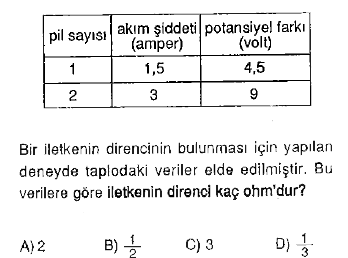 pil sayısı | akım şiddeti (amper) | potansiyel farkı (volt)
1 | 1,5 | 4,5
2 | 3 | 9
Bir iletkenin direncinin bulunması için yapılan
deneyde taplodaki veriler elde edilmiştir. Bu
verilere göre iletkenin direnci kaç ohm'dur?
A) 2 B) 1/2 C) 3 D) 1/3